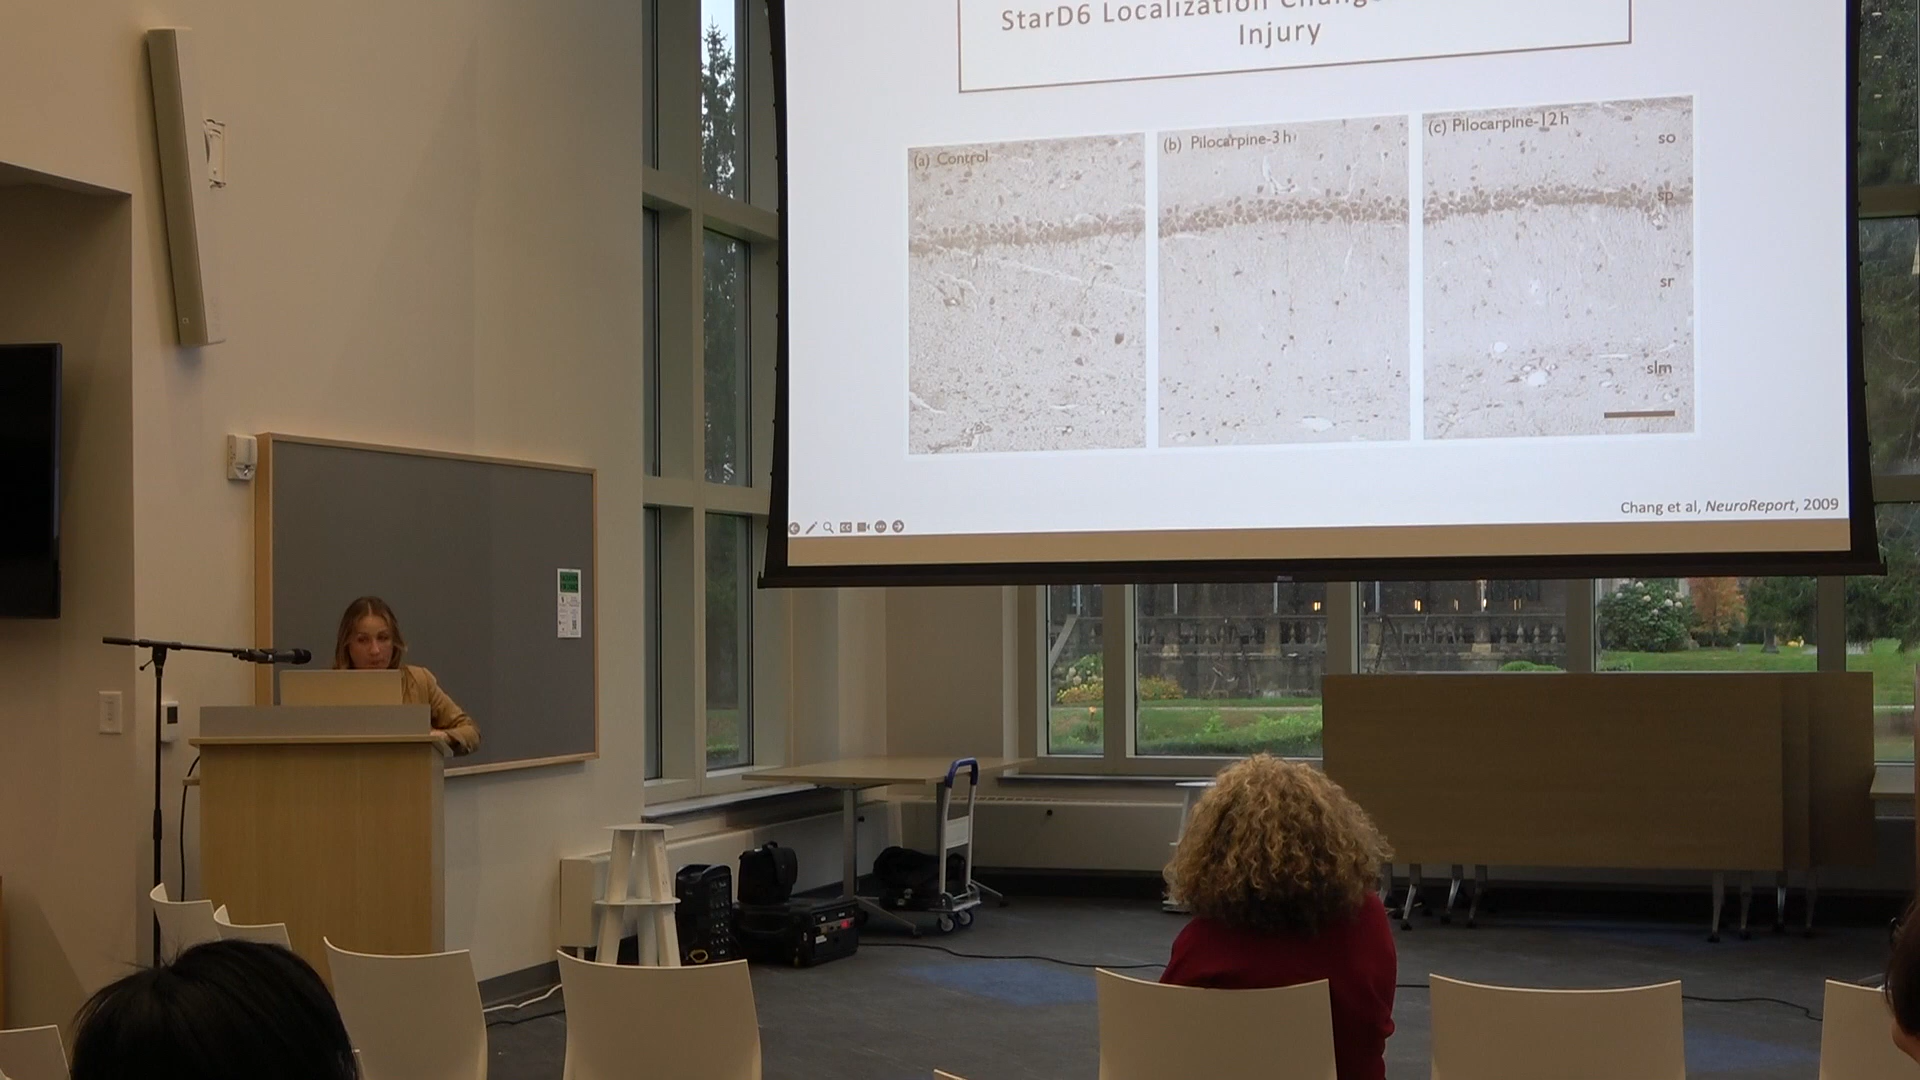 StarD6 Localization
Injury
(a) Control
(b) Pilocarpine-3 h
(c) Pilocarpine-12 h
so
sp
sr
slm
Chang et al, NeuroReport, 2009